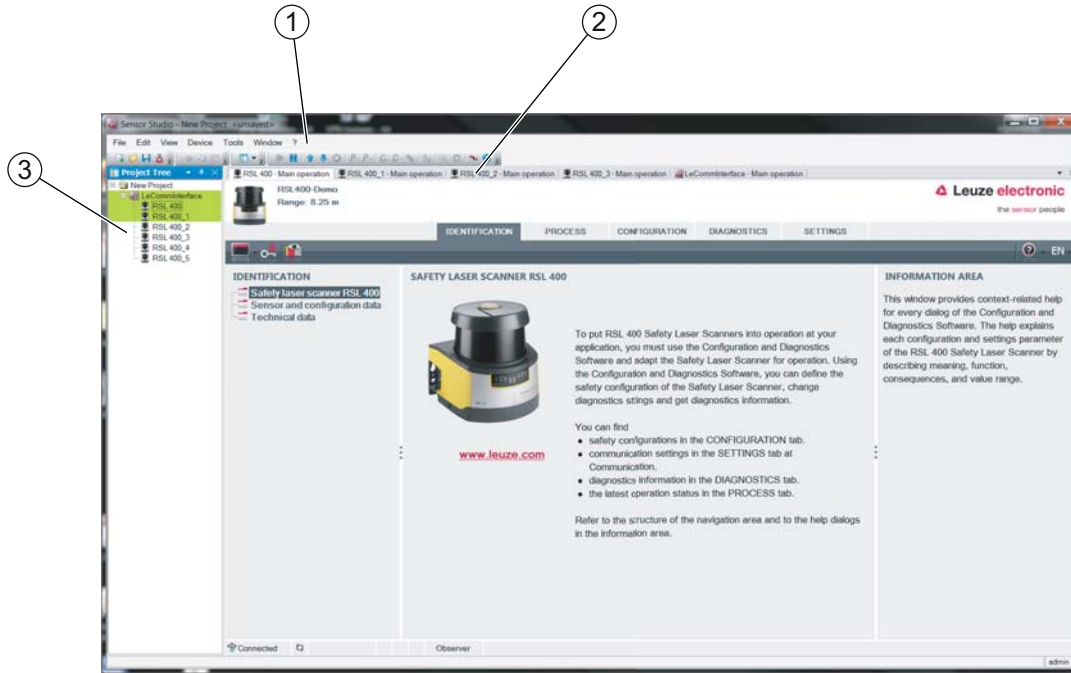 1
2
3
Sensor Studio - New Project <unsaved>
File Edit View Device Tools Window ?
Project Tree
New Project
LeCommInterface
RSL 400
RSL 400_1
RSL 400_2
RSL 400_3
RSL 400_4
RSL 400_5
RSL 400 - Main operation RSL 400_1 - Main operation RSL 400_2 - Main operation RSL 400_3 - Main operation LeCommInterface - Main operation
RSL400-Demo
Range: 8.25 m
Leuze electronic
the sensor people
IDENTIFICATION PROCESS CONFIGURATION DIAGNOSTICS SETTINGS
EN
IDENTIFICATION
Safety laser scanner RSL 400
Sensor and configuration data
Technical data
SAFETY LASER SCANNER RSL 400
www.leuze.com
To put RSL 400 Safety Laser Scanners into operation at your
application, you must use the Configuration and Diagnostics
Software and adapt the Safety Laser Scanner for operation. Using
the Configuration and Diagnostics Software, you can define the
safety configuration of the Safety Laser Scanner, change
diagnostics sttings and get diagnostics information.
You can find
• safety configurations in the CONFIGURATION tab.
• communication settings in the SETTINGS tab at
Communication.
• diagnostics information in the DIAGNOSTICS tab.
• the latest operation status in the PROCESS tab.
Refer to the structure of the navigation area and to the help dialogs
in the information area.
INFORMATION AREA
This window provides context-related help
for every dialog of the Configuration and
Diagnostics Software. The help explains
each configuration and settings parameter
of the RSL 400 Safety Laser Scanner by
describing meaning, function,
consequences, and value range.
Connected Observer
admin